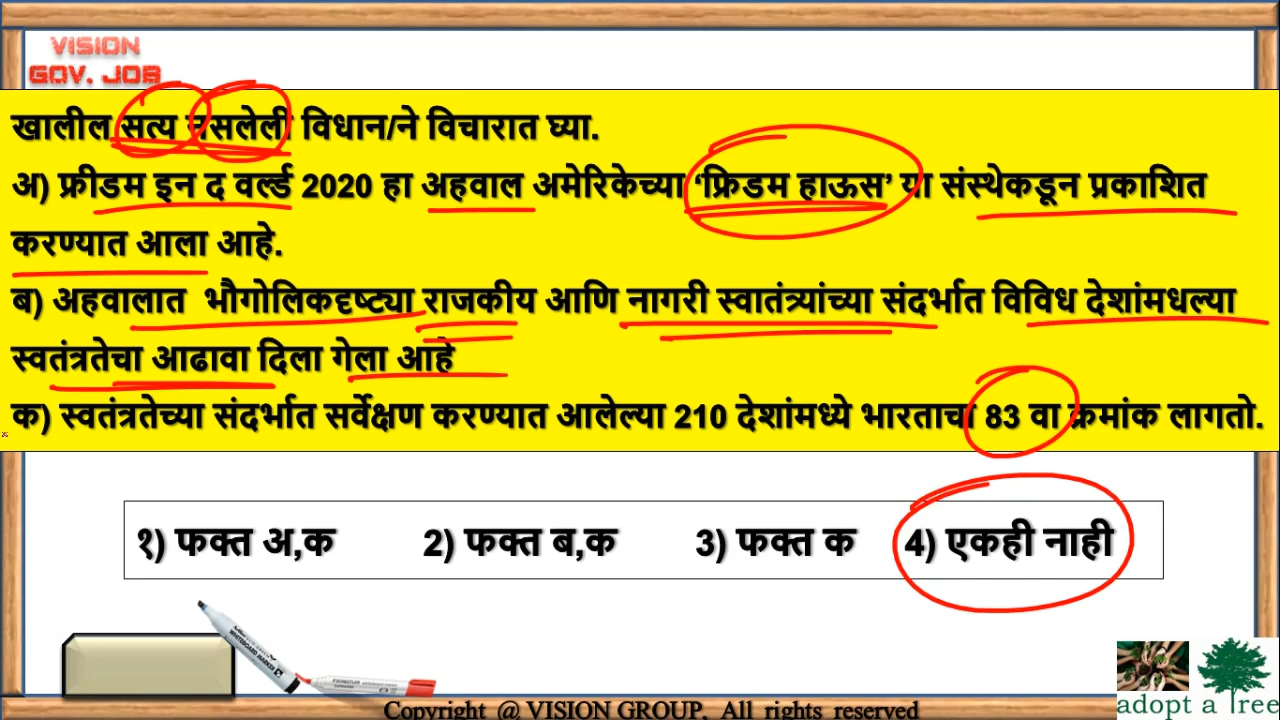 VISION
GOV. JOB
खालील सत्य नसलेली विधान/ने विचारात घ्या.
अ) फ्रीडम इन द वर्ल्ड 2020 हा अहवाल अमेरिकेच्या ‘फ्रिडम हाऊस’ या संस्थेकडून प्रकाशित
करण्यात आला आहे.
ब) अहवालात भौगोलिकदृष्ट्या राजकीय आणि नागरी स्वातंत्र्यांच्या संदर्भात विविध देशांमधल्या
स्वतंत्रतेचा आढावा दिला गेला आहे
क) स्वतंत्रतेच्या संदर्भात सर्वेक्षण करण्यात आलेल्या 210 देशांमध्ये भारताचा 83 वा क्रमांक लागतो.
१) फक्त अ,क 2) फक्त ब,क 3) फक्त क 4) एकही नाही
WHITEBOARD MARKER
adopt a Tree
Copyright @ VISION GROUP. All rights reserved